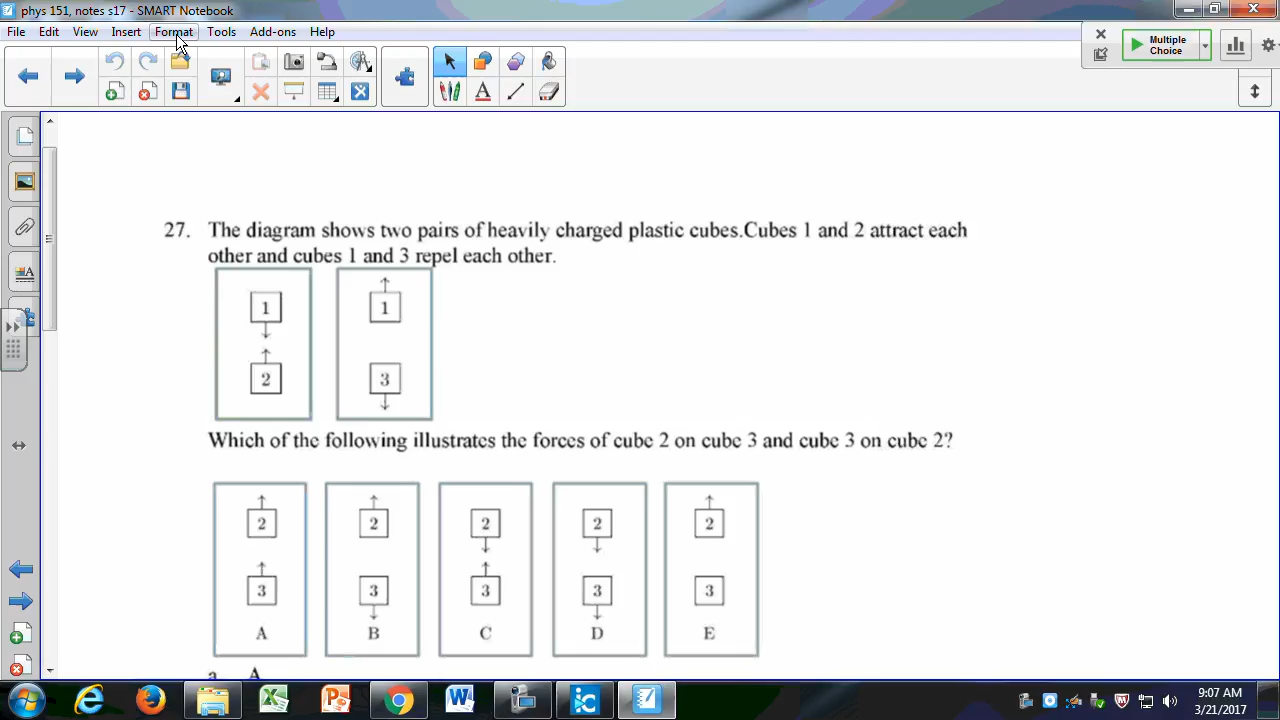 phys 151, notes s17 - SMART Notebook
File Edit View Insert Format Tools Add-ons Help
Multiple
Choice
27. The diagram shows two pairs of heavily charged plastic cubes.Cubes 1 and 2 attract each
other and cubes 1 and 3 repel each other.
1 1
2 3
Which of the following illustrates the forces of cube 2 on cube 3 and cube 3 on cube 2?
2 2 2 2 2
3 3 3 3 3
A B C D E
a. A
9:07 AM
3/21/2017